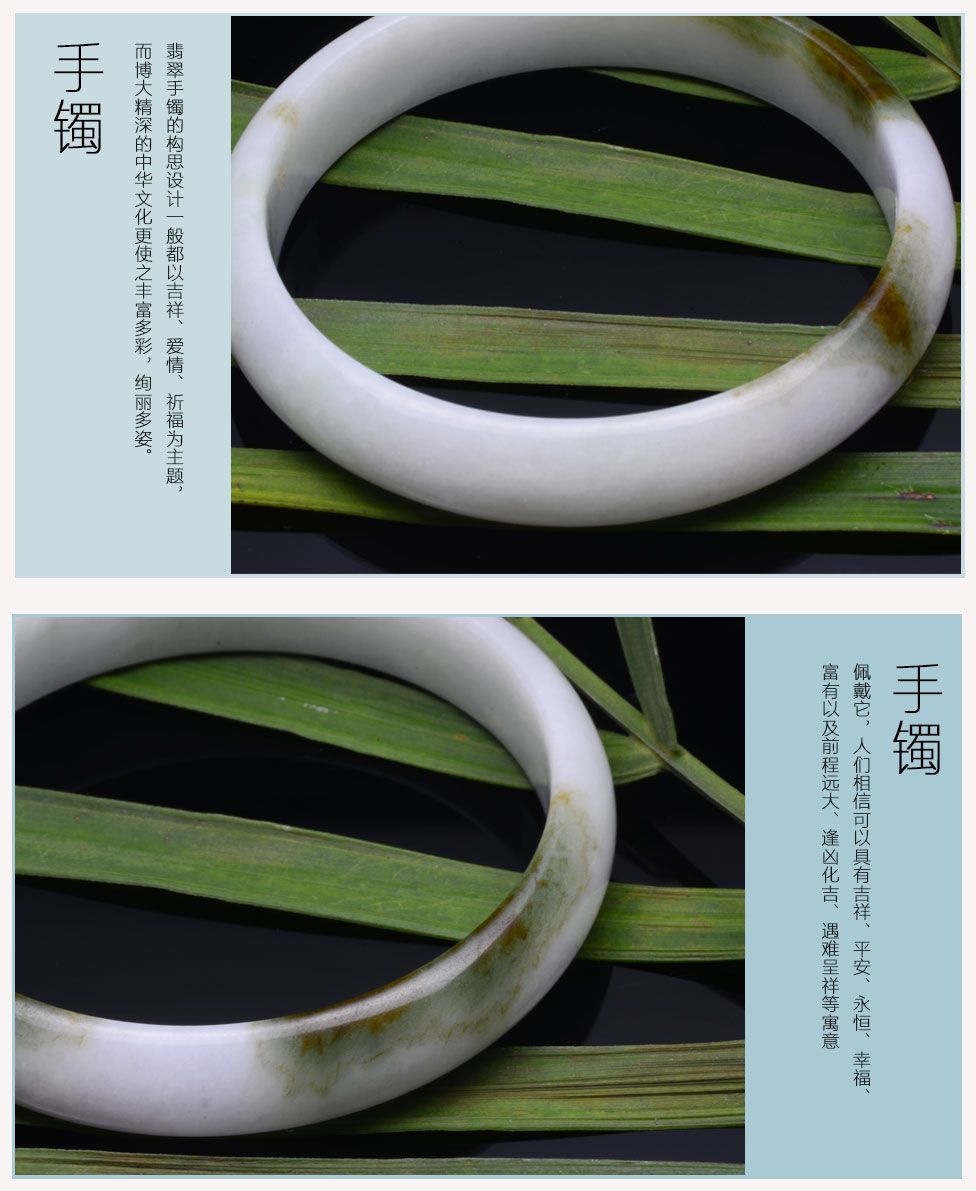 手镯
翡翠手镯的构思设计一般都以吉祥、爱情、祈福为主题，
而博大精深的中华文化更使之丰富多彩，绚丽多姿。
手镯
佩戴它，人们相信可以具有吉祥、平安、永恒、幸福、
富有以及前程远大、逢凶化吉、遇难呈祥等寓意